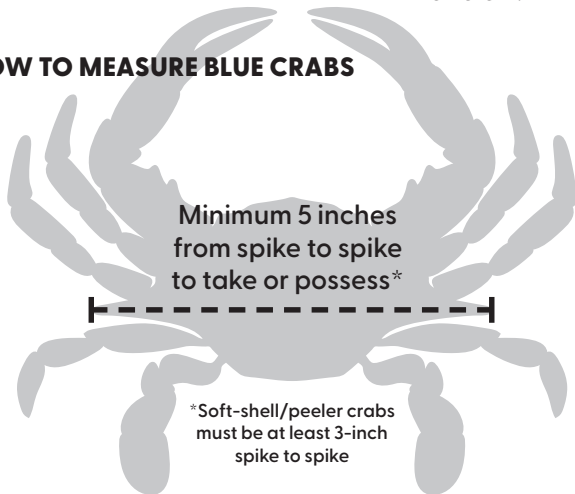 OW TO MEASURE BLUE CRABS
Minimum 5 inches
from spike to spike
to take or possess*
*Soft-shell/peeler crabs
must be at least 3-inch
spike to spike